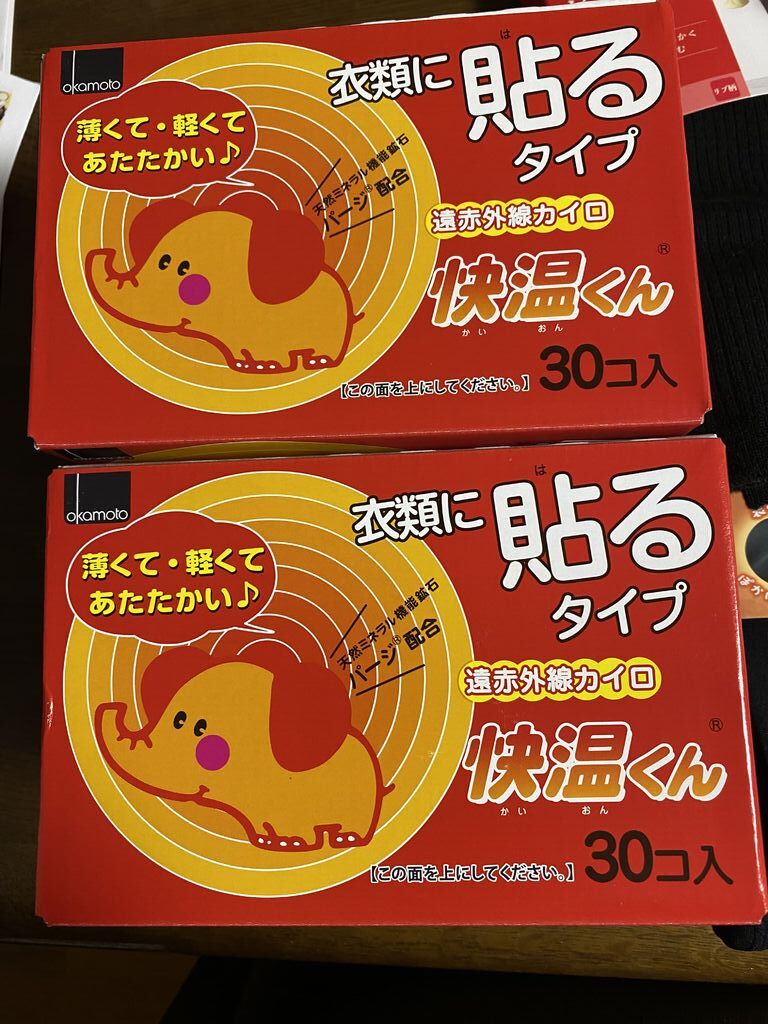 okamoto
薄くて・軽くて
あたたかい♪
は
衣類に貼る
タイプ
天然ミネラル機能鉱石
パージ®配合
遠赤外線カイロ
快温くん®
かい おん
【この面を上にしてください。】
30コ入
okamoto
薄くて・軽くて
あたたかい♪
は
衣類に貼る
タイプ
天然ミネラル機能鉱石
パージ®配合
遠赤外線カイロ
快温くん®
かい おん
【この面を上にしてください。】
30コ入
リブ柄